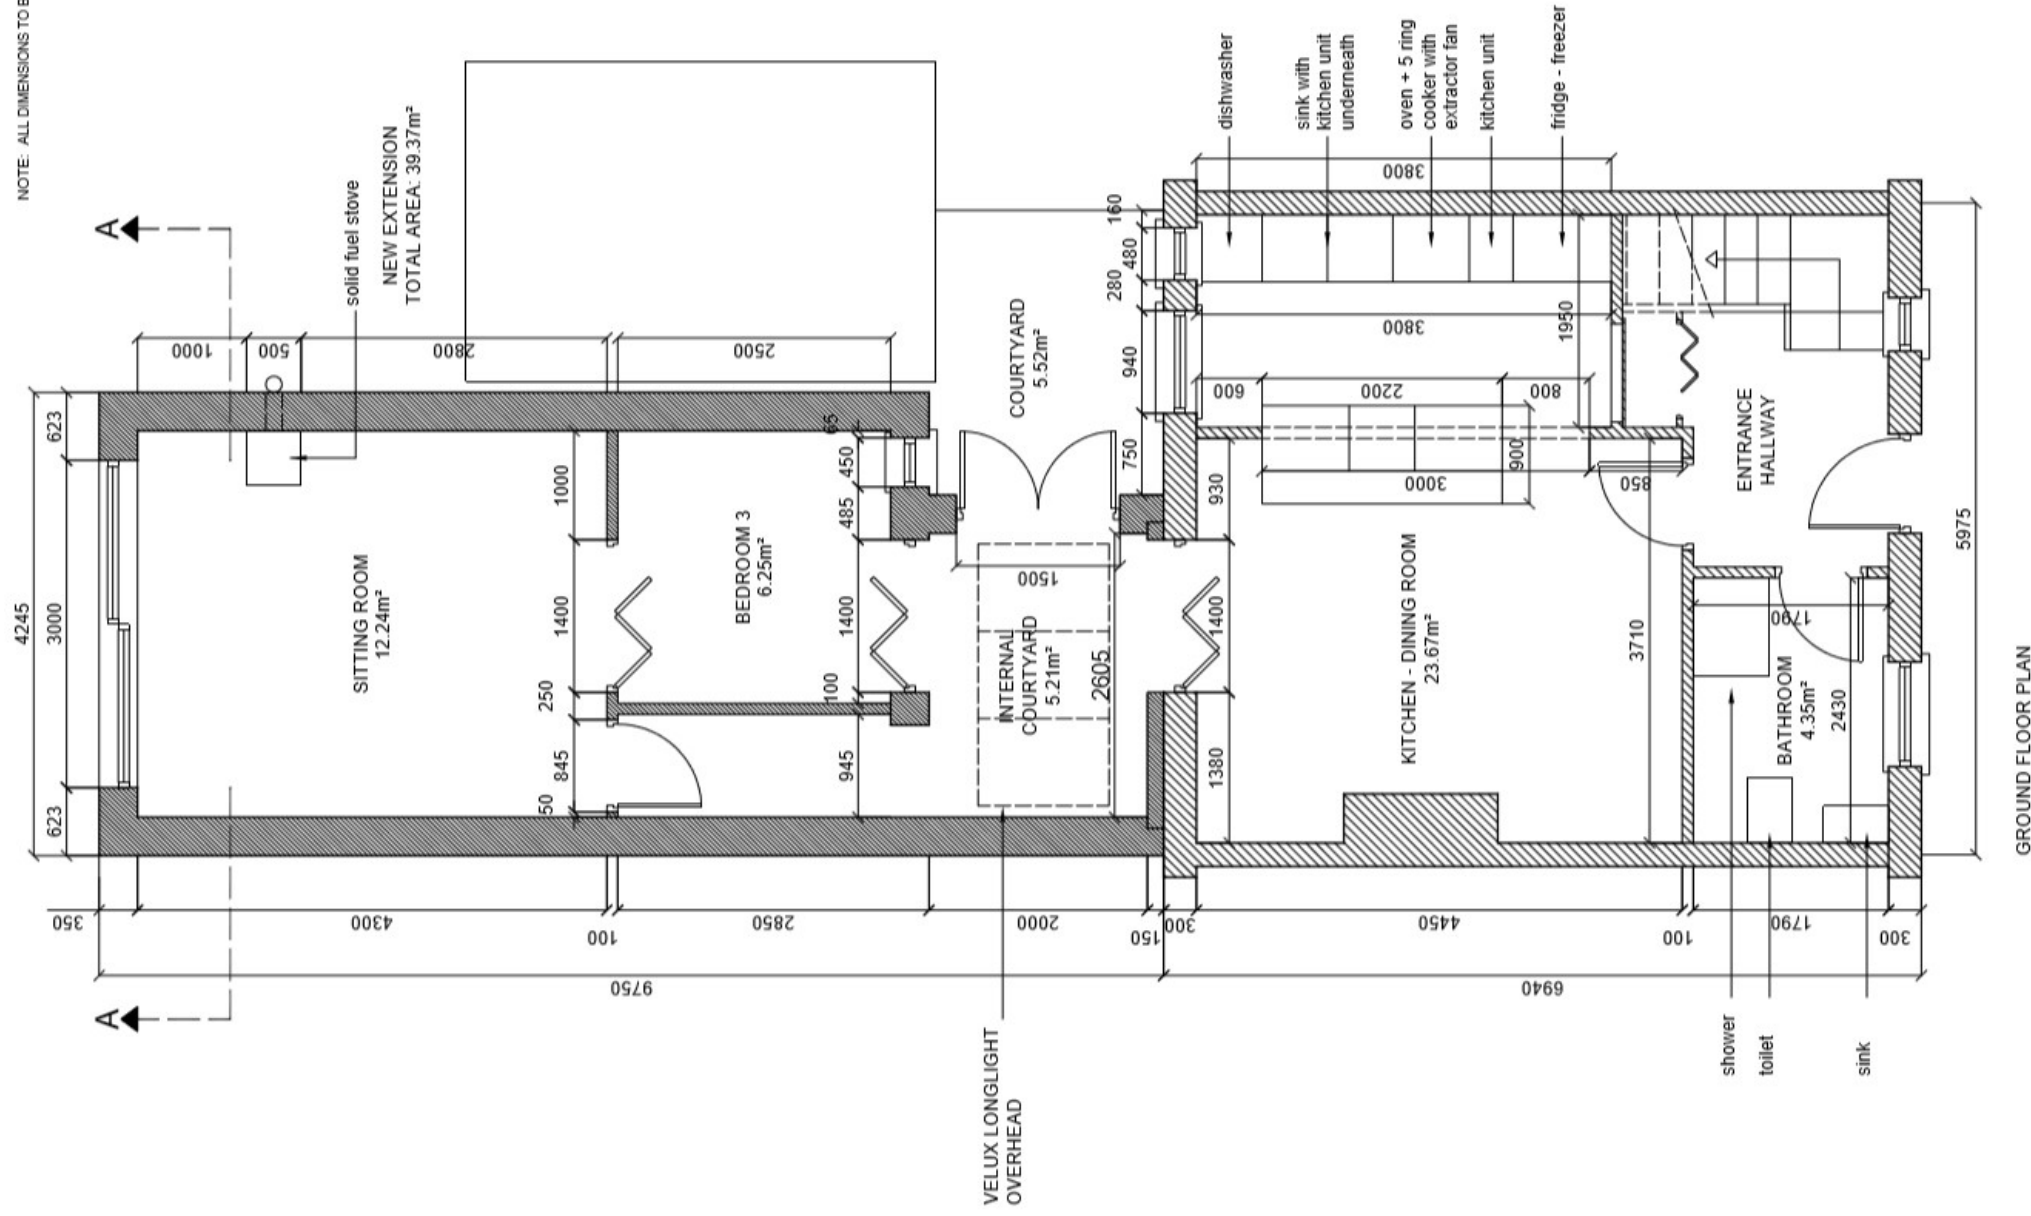 NOTE: ALL DIMENSIONS TO B
A
A
solid fuel stove
NEW EXTENSION
TOTAL AREA: 39.37m²
4245
623
3000
623
1000
500
2800
2500
SITTING ROOM
12.24m²
1000
1400
250
845
50
BEDROOM 3
6.25m²
65
450
485
1400
100
945
COURTYARD
5.52m²
1500
INTERNAL
COURTYARD
5.21m²
2605
VELUX LONGLIGHT
OVERHEAD
160
480
280
940
750
930
1400
1380
dishwasher
sink with
kitchen unit
underneath
oven + 5 ring
cooker with
extractor fan
kitchen unit
fridge - freezer
3800
3800
1950
600
2200
800
3000
900
850
KITCHEN - DINING ROOM
23.67m²
3710
ENTRANCE
HALLWAY
1790
BATHROOM
4.35m²
2430
shower
toilet
sink
5975
350
4300
100
2850
2000
150
300
4450
100
1790
300
9750
6940
GROUND FLOOR PLAN